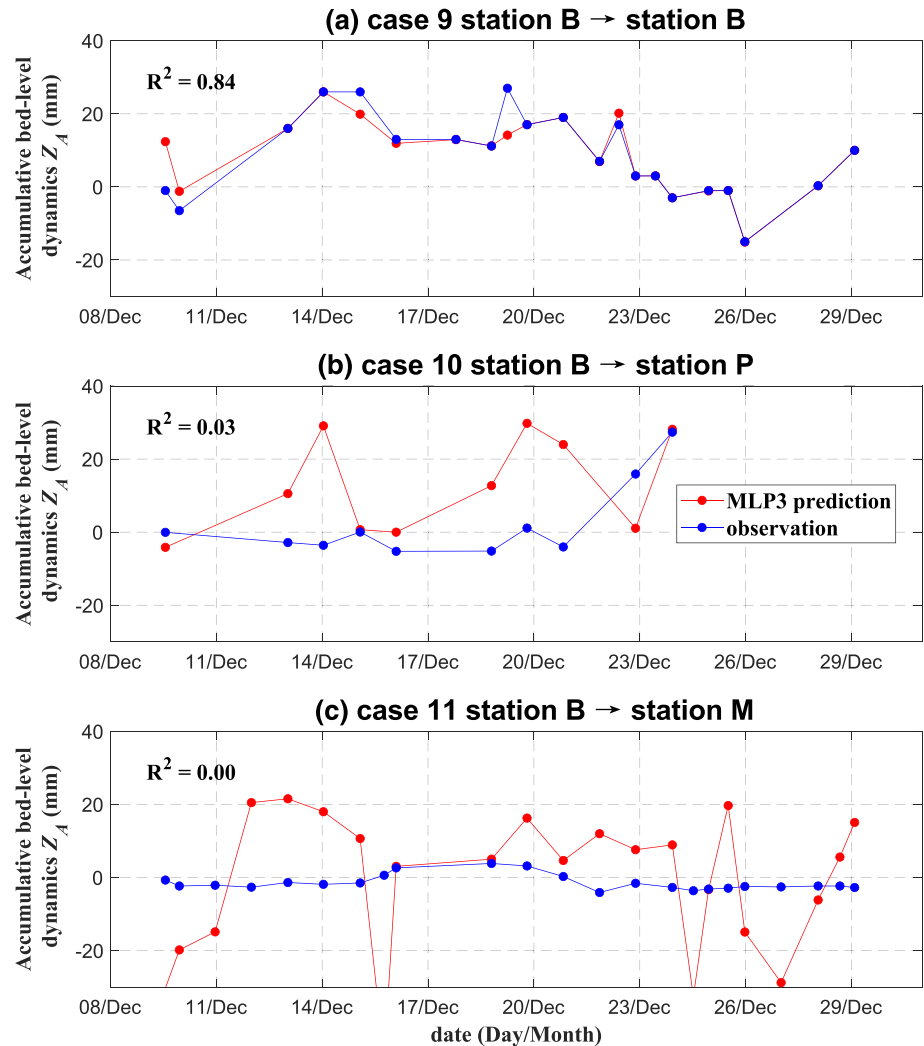 (a) case 9 station B → station B
Accumulative bed-level
dynamics Z_A (mm)
40
20
0
-20
R² = 0.84
08/Dec 11/Dec 14/Dec 17/Dec 20/Dec 23/Dec 26/Dec 29/Dec
(b) case 10 station B → station P
Accumulative bed-level
dynamics Z_A (mm)
40
20
0
-20
R² = 0.03
MLP3 prediction
observation
08/Dec 11/Dec 14/Dec 17/Dec 20/Dec 23/Dec 26/Dec 29/Dec
(c) case 11 station B → station M
Accumulative bed-level
dynamics Z_A (mm)
40
20
0
-20
R² = 0.00
08/Dec 11/Dec 14/Dec 17/Dec 20/Dec 23/Dec 26/Dec 29/Dec
date (Day/Month)